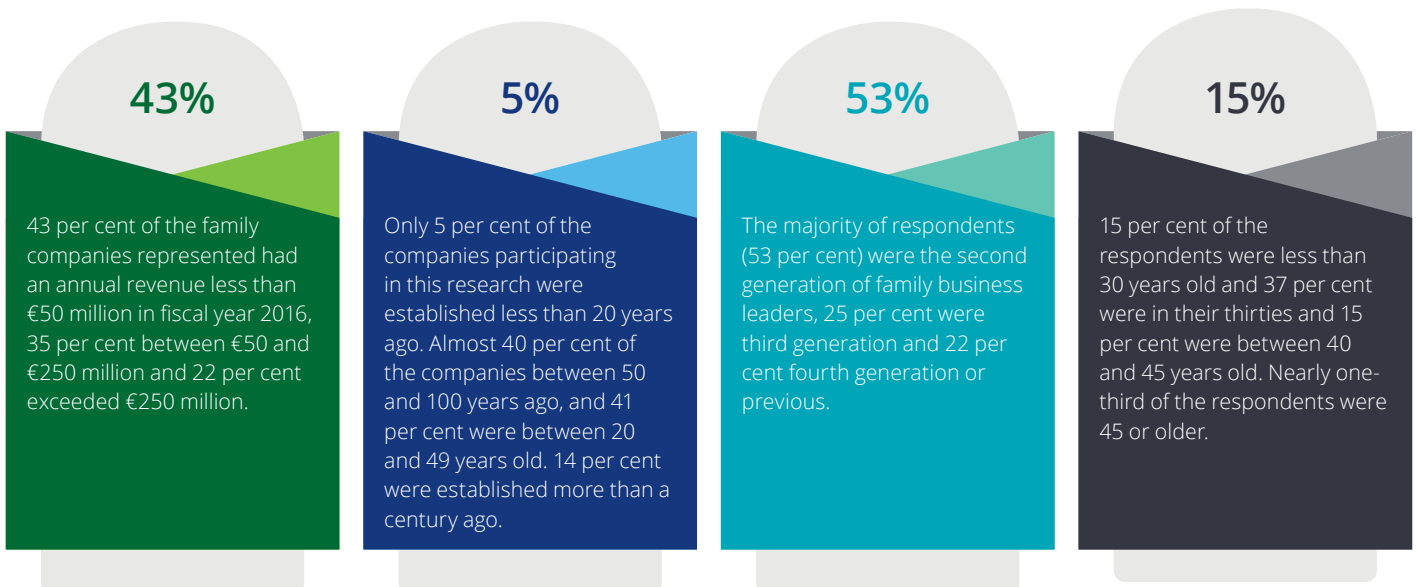 43%
43 per cent of the family
companies represented had
an annual revenue less than
€50 million in fiscal year 2016,
35 per cent between €50 and
€250 million and 22 per cent
exceeded €250 million.
5%
Only 5 per cent of the
companies participating
in this research were
established less than 20 years
ago. Almost 40 per cent of
the companies between 50
and 100 years ago, and 41
per cent were between 20
and 49 years old. 14 per cent
were established more than a
century ago.
53%
The majority of respondents
(53 per cent) were the second
generation of family business
leaders, 25 per cent were
third generation and 22 per
cent fourth generation or
previous.
15%
15 per cent of the
respondents were less than
30 years old and 37 per cent
were in their thirties and 15
per cent were between 40
and 45 years old. Nearly one-
third of the respondents were
45 or older.